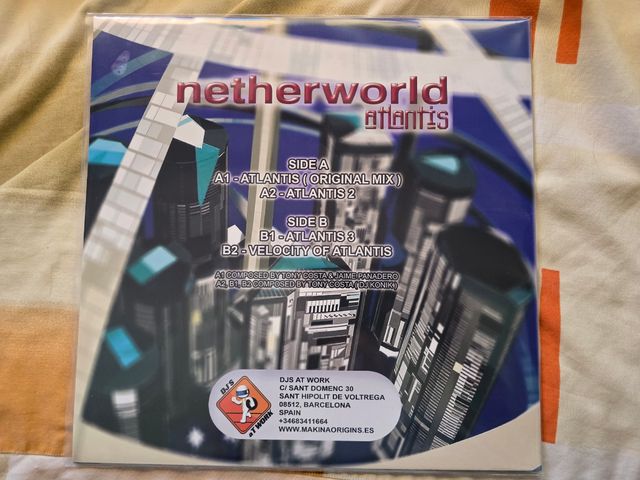 netherworld
atlantis
SIDE A
A1 - ATLANTIS ( ORIGINAL MIX )
A2 - ATLANTIS 2
SIDE B
B1 - ATLANTIS 3
B2 - VELOCITY OF ATLANTIS
A1 COMPOSED BY TONY COSTA & JAIME PANADERO
A2, B1, B2 COMPOSED BY TONY COSTA ( DJ KONIK )
DJS AT WORK
C/ SANT DOMENC 30
SANT HIPOLIT DE VOLTREGA
08512, BARCELONA
SPAIN
+34683411664
WWW.MAKINAORIGINS.ES
DJ'S
AT WORK